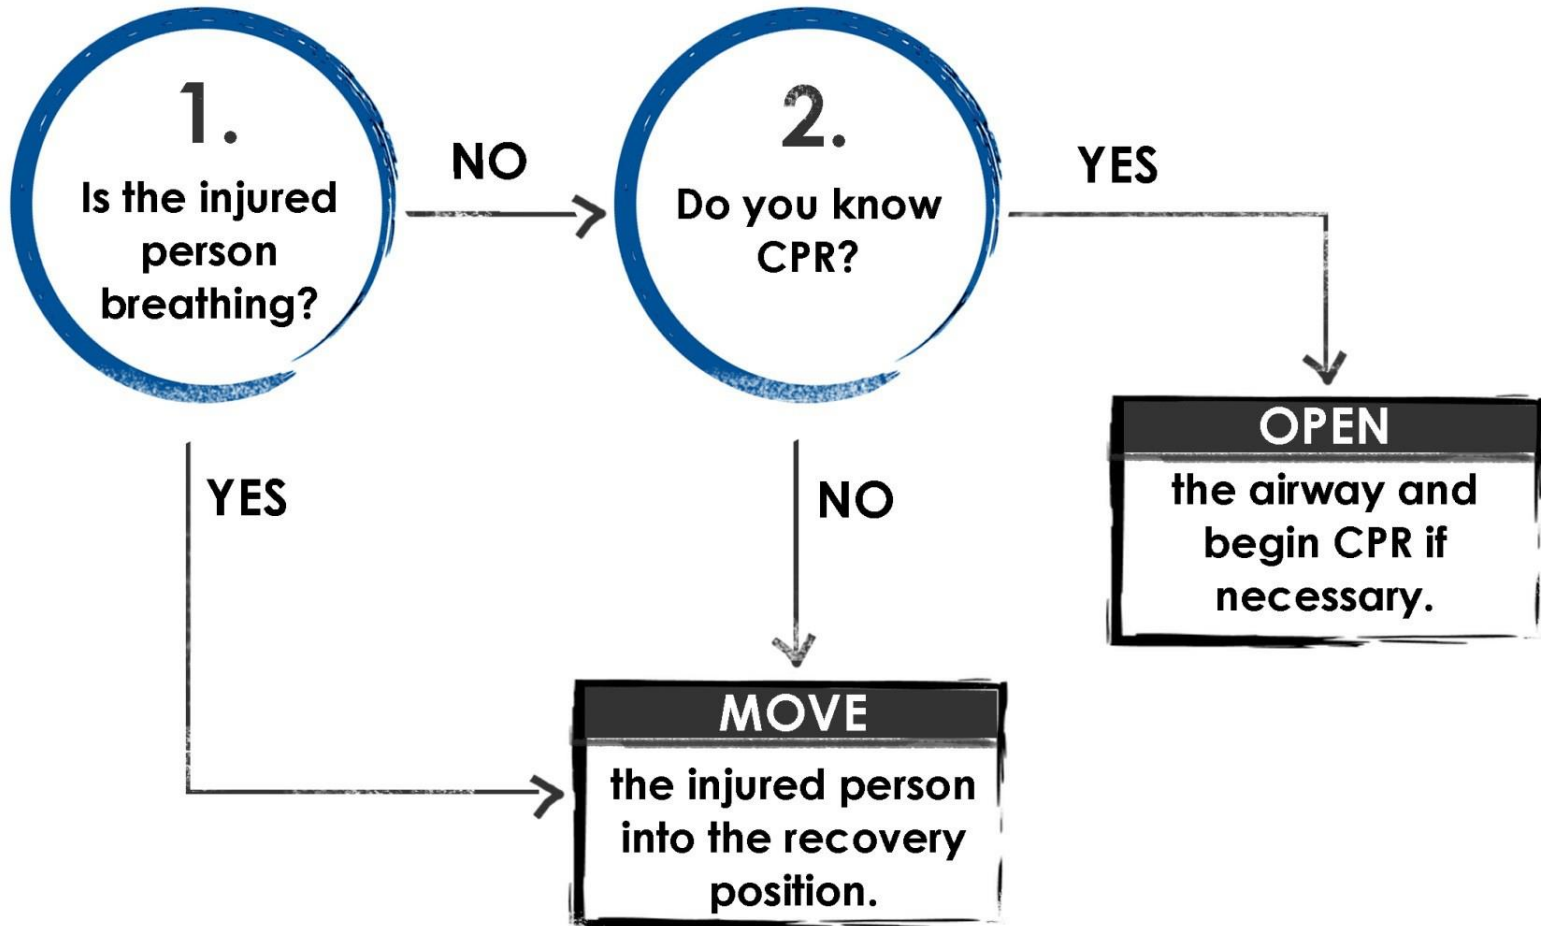 1.
Is the injured
person
breathing?
NO
2.
Do you know
CPR?
YES
OPEN
the airway and
begin CPR if
necessary.
YES
NO
MOVE
the injured person
into the recovery
position.